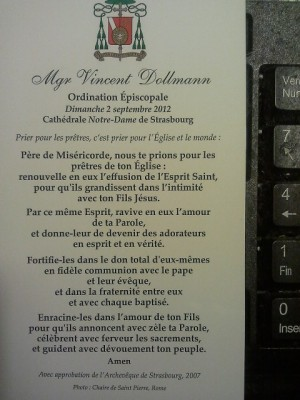 Mgr Vincent Dollmann
Ordination Épiscopale
Dimanche 2 septembre 2012
Cathédrale Notre-Dame de Strasbourg
Prier pour les prêtres, c'est prier pour l'Église et le monde :
Père de Miséricorde, nous te prions pour les
prêtres de ton Église :
renouvelle en eux l'effusion de l'Esprit Saint,
pour qu'ils grandissent dans l'intimité
avec ton Fils Jésus.
Par ce même Esprit, ravive en eux l'amour
de ta Parole,
et donne-leur de devenir des adorateurs
en esprit et en vérité.
Fortifie-les dans le don total d'eux-mêmes
en fidèle communion avec le pape
et leur évêque,
et dans la fraternité entre eux
et avec chaque baptisé.
Enracine-les dans l'amour de ton Fils
pour qu'ils annoncent avec zèle ta Parole,
célèbrent avec ferveur les sacrements,
et guident avec dévouement ton peuple.
Amen
Avec approbation de l'Archevêque de Strasbourg, 2007
Photo : Chaire de Saint Pierre, Rome
Ver
Num
7
4
←
1
Fin
0
Inser